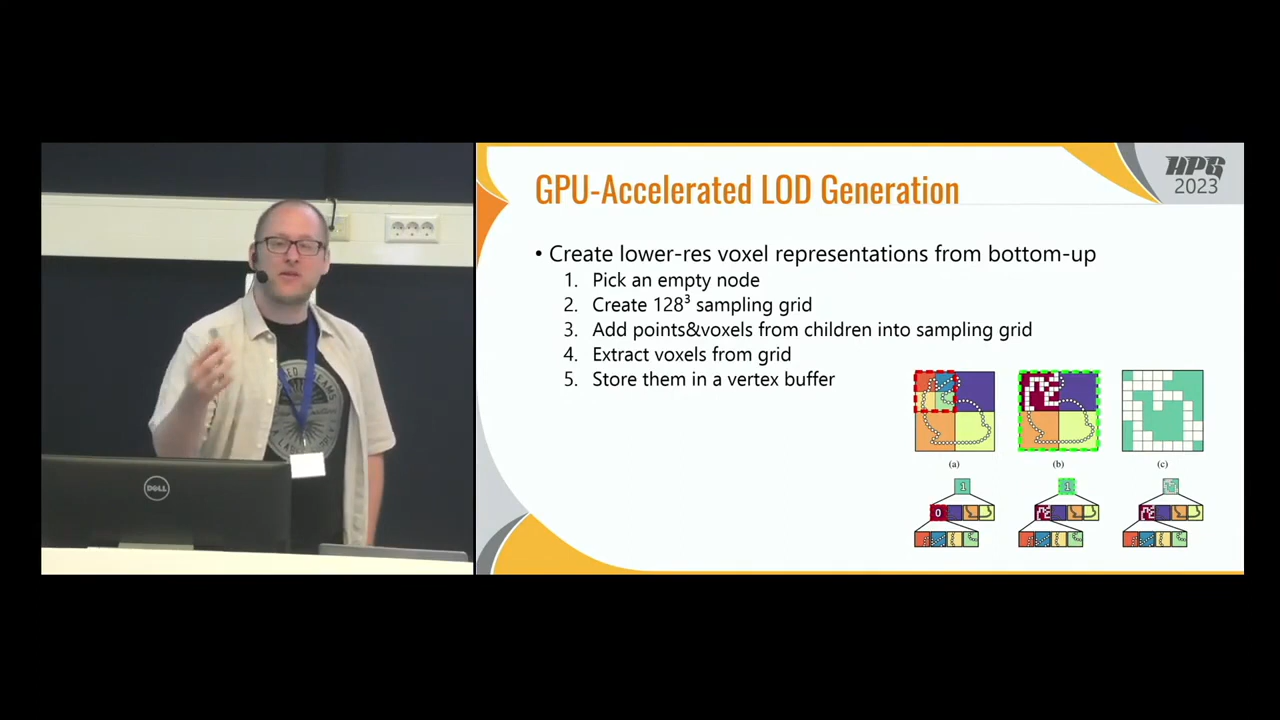 GPU-Accelerated LOD Generation
HPG
2023
• Create lower-res voxel representations from bottom-up
1. Pick an empty node
2. Create 128³ sampling grid
3. Add points&voxels from children into sampling grid
4. Extract voxels from grid
5. Store them in a vertex buffer
(a) (b) (c)
1 1
0
DELL